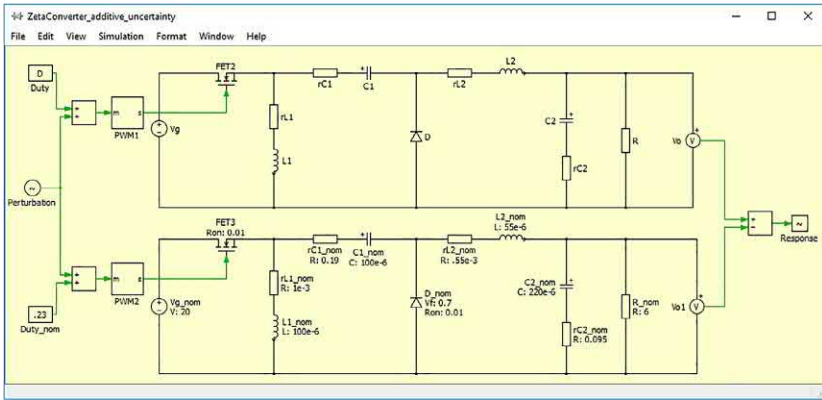 ZetaConverter_additive_uncertainty
File Edit View Simulation Format Window Help
D
Duty
m s
PWM1
Vg
FET2
rL1
L1
rC1
C1
D
rL2
L2
C2
rC2
R
Vo
V
Perturbation
Response
.23
Duty_nom
m s
PWM2
Vg_nom
V: 20
FET3
Ron: 0.01
rL1_nom
R: 1e-3
L1_nom
L: 100e-6
rC1_nom
R: 0.19
C1_nom
C: 100e-6
D_nom
Vf: 0.7
Ron: 0.01
rL2_nom
R: .55e-3
L2_nom
L: 55e-6
C2_nom
C: 220e-6
rC2_nom
R: 0.095
R_nom
R: 6
Vo1
V